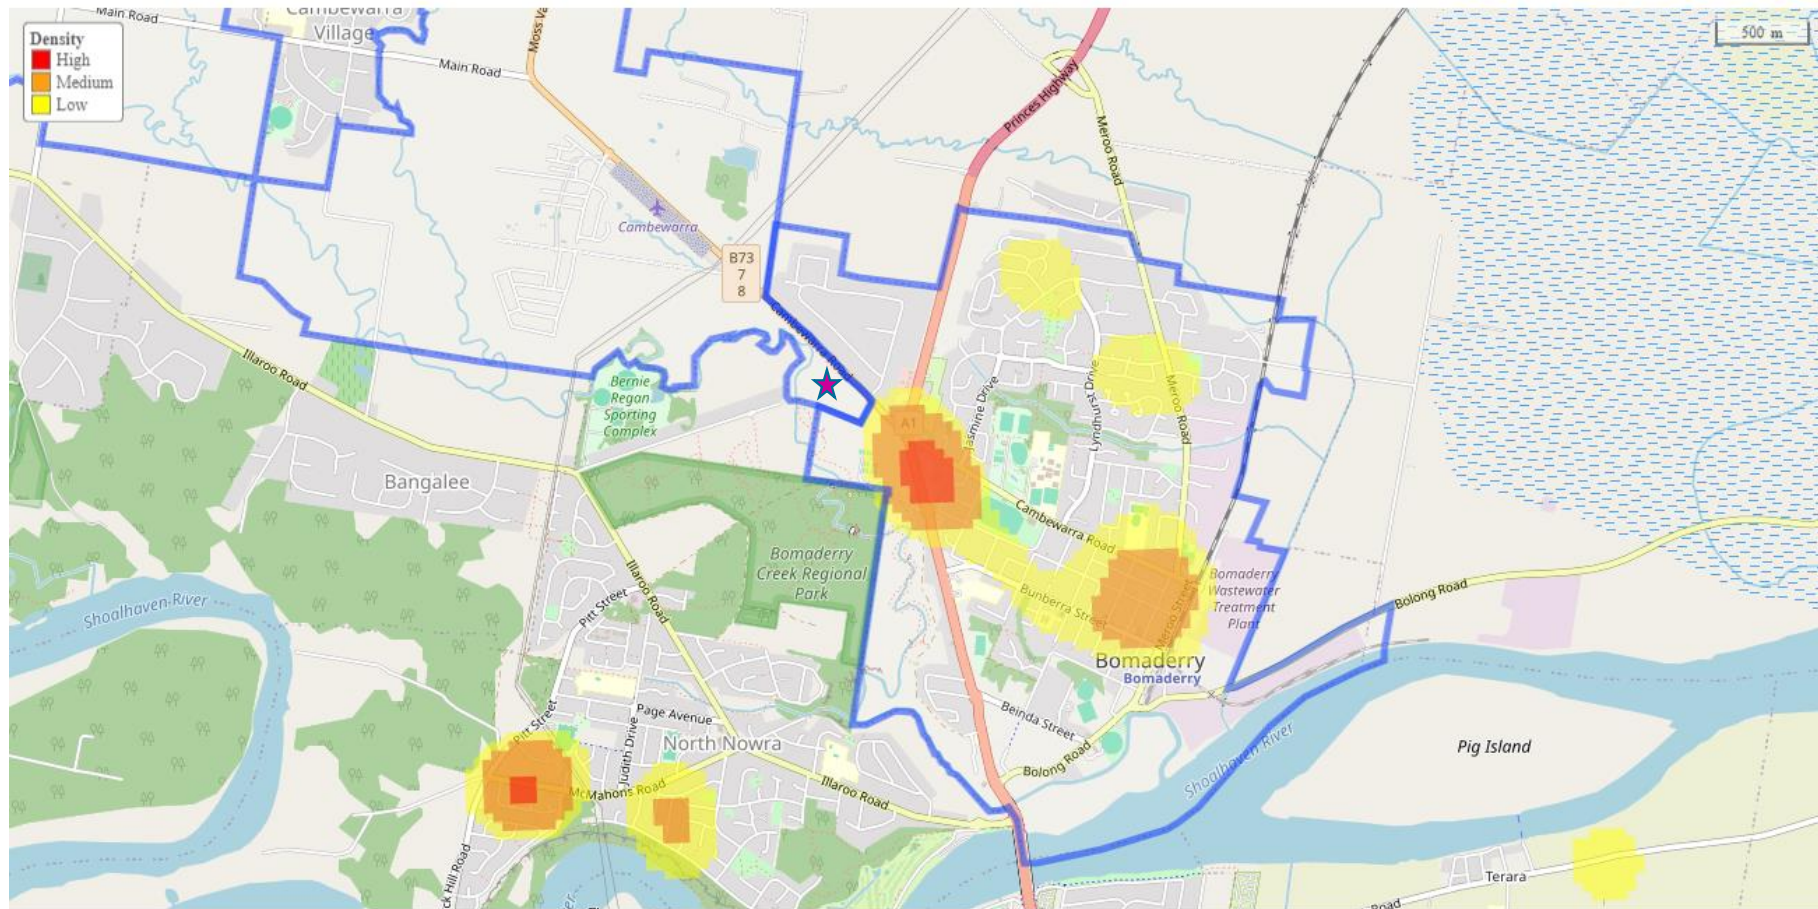 Cambewarra
Village
Main Road
Density
High
Medium
Low
Main Road
500 m
Princes Highway
Meroo Road
Cambewarra
B73
7
8
Cambewarra Road
Illaroo Road
Bernie
Regan
Sporting
Complex
Jasmine Drive
Lyndhurst Drive
Meroo Road
A1
Bangalee
Cambewarra Road
Bomaderry
Creek Regional
Park
Illaroo Road
Pitt Street
Shoalhaven River
Bunberra Street
Meroo Street
Bomaderry
Wastewater
Treatment
Plant
Bolong Road
Bomaderry
Bomaderry
Pitt Street
Page Avenue
Judith Drive
North Nowra
Beinda Street
Bolong Road
Shoalhaven River
Pig Island
McMahons Road
Illaroo Road
Hill Road
Terara
Road